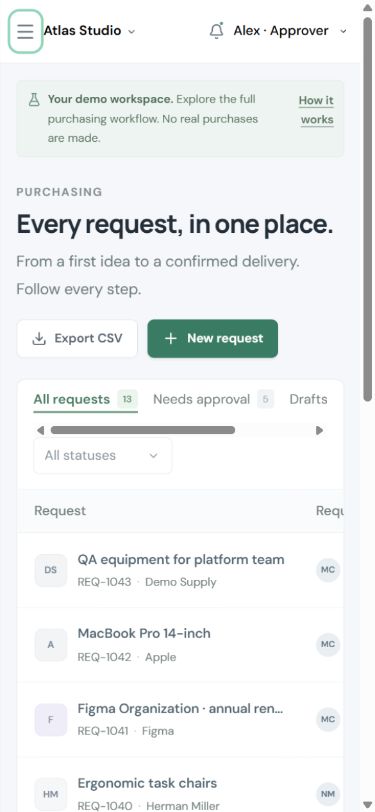 Atlas Studio
Alex · Approver
Your demo workspace. Explore the full
purchasing workflow. No real purchases
are made.
How it
works
PURCHASING
Every request, in one place.
From a first idea to a confirmed delivery.
Follow every step.
Export CSV
New request
All requests 13
Needs approval 5
Drafts
All statuses
Request
Requ
DS
QA equipment for platform team
REQ-1043 · Demo Supply
MC
A
MacBook Pro 14-inch
REQ-1042 · Apple
MC
F
Figma Organization · annual ren...
REQ-1041 · Figma
MC
HM
Ergonomic task chairs
REQ-1040 · Herman Miller
NM